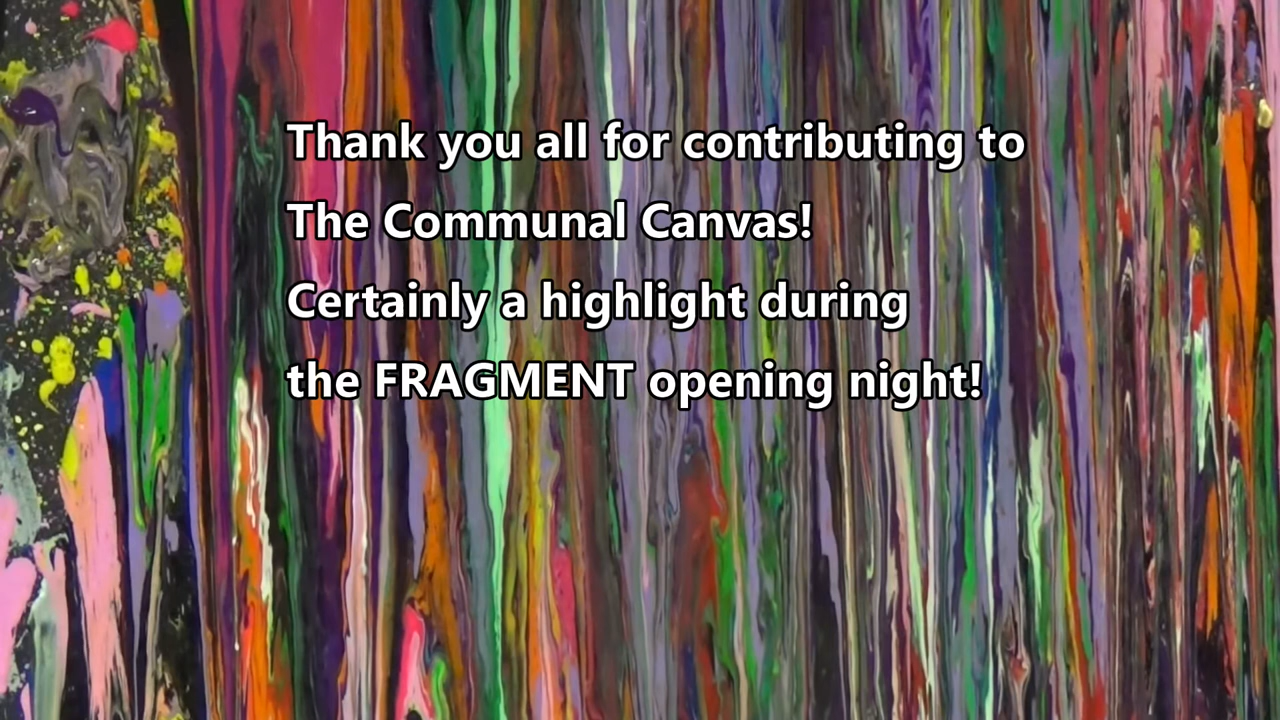 Thank you all for contributing to
The Communal Canvas!
Certainly a highlight during
the FRAGMENT opening night!